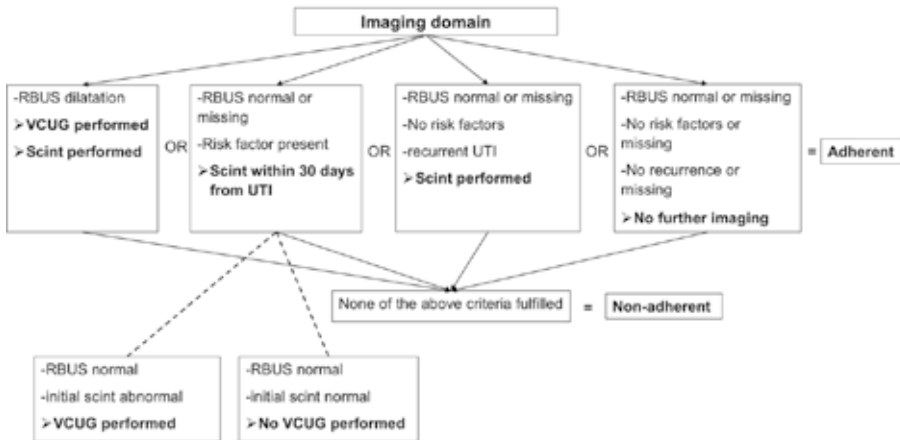 Imaging domain
-RBUS dilatation
➢VCUG performed
➢Scint performed
OR
-RBUS normal or
missing
-Risk factor present
➢Scint within 30 days
from UTI
OR
-RBUS normal or missing
-No risk factors
-recurrent UTI
➢Scint performed
OR
-RBUS normal or missing
-No risk factors or
missing
-No recurrence or
missing
➢No further imaging
= Adherent
None of the above criteria fulfilled = Non-adherent
-RBUS normal
-initial scint abnormal
➢VCUG performed
-RBUS normal
-initial scint normal
➢No VCUG performed